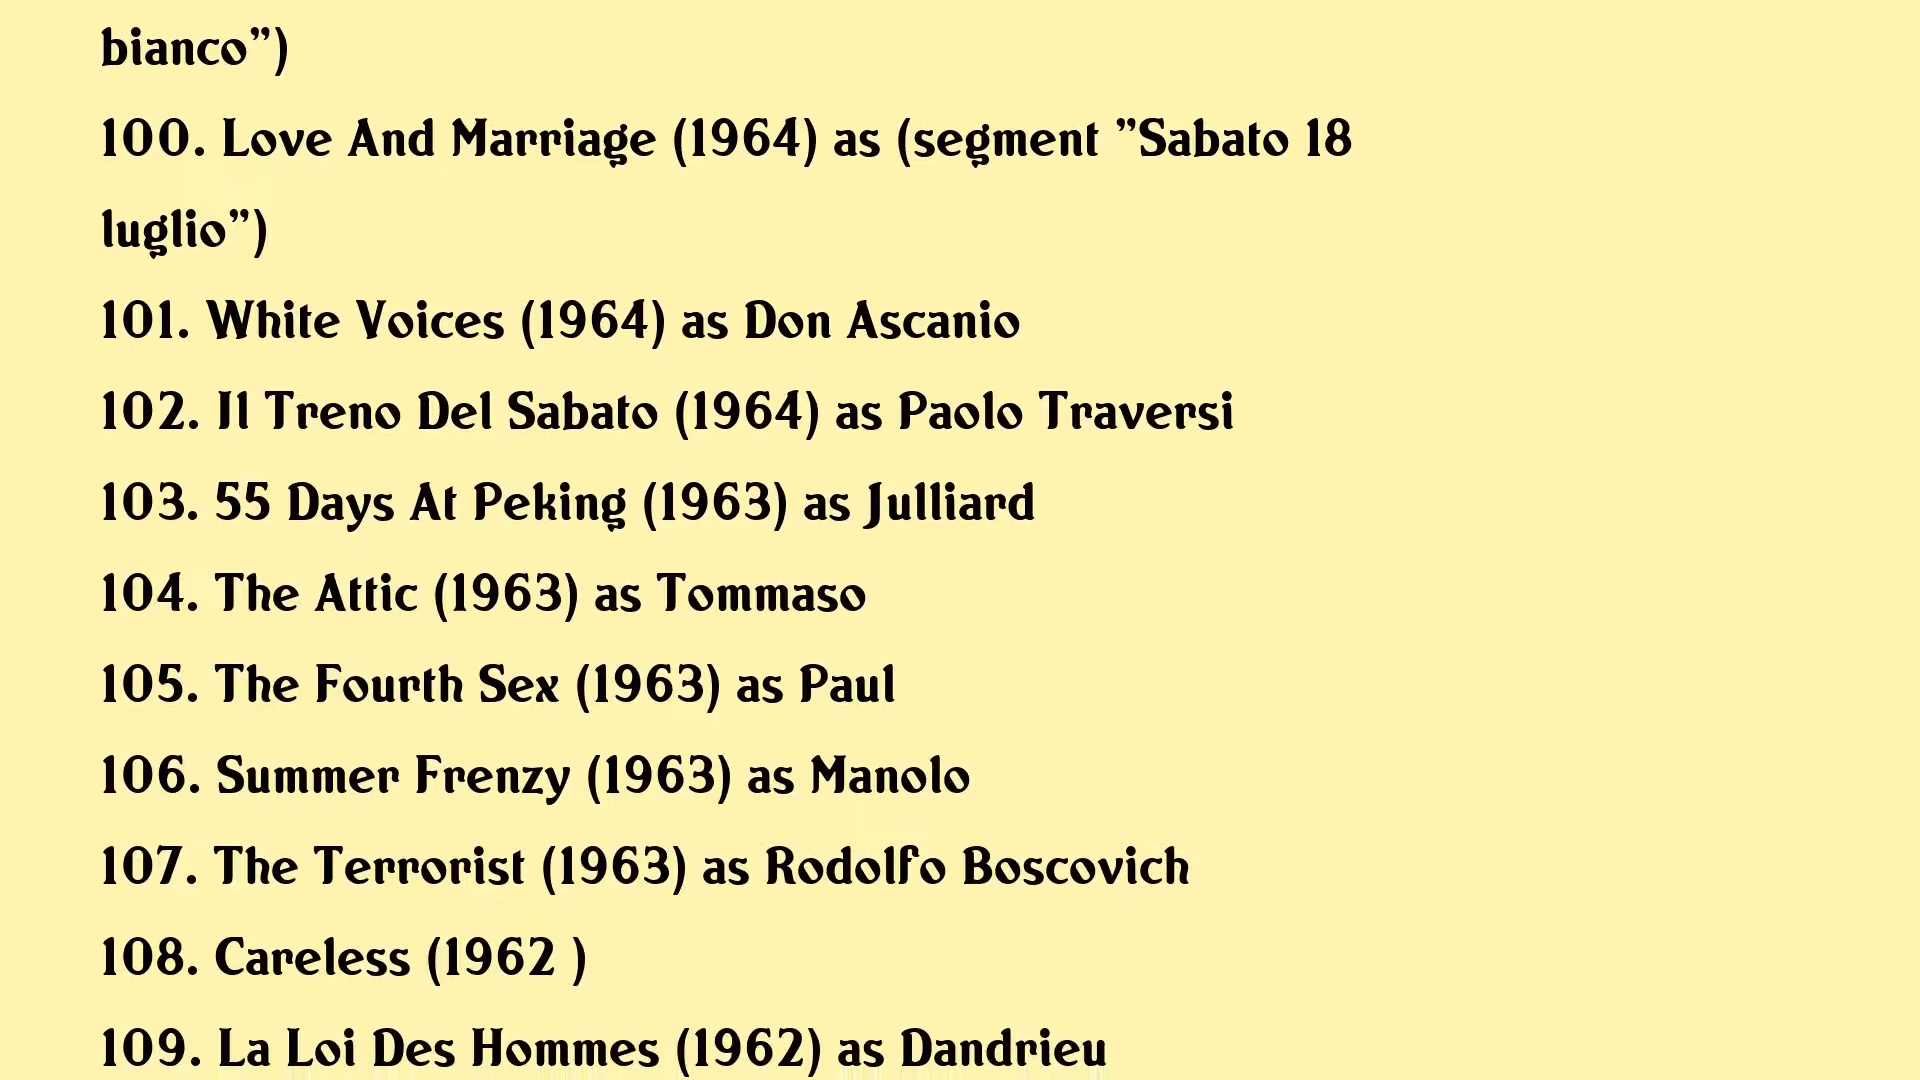 bianco”)
100. Love And Marriage (1964) as (segment ”Sabato 18
luglio”)
101. White Voices (1964) as Don Ascanio
102. Il Treno Del Sabato (1964) as Paolo Traversi
103. 55 Days At Peking (1963) as Julliard
104. The Attic (1963) as Tommaso
105. The Fourth Sex (1963) as Paul
106. Summer Frenzy (1963) as Manolo
107. The Terrorist (1963) as Rodolfo Boscovich
108. Careless (1962 )
109. La Loi Des Hommes (1962) as Dandrieu